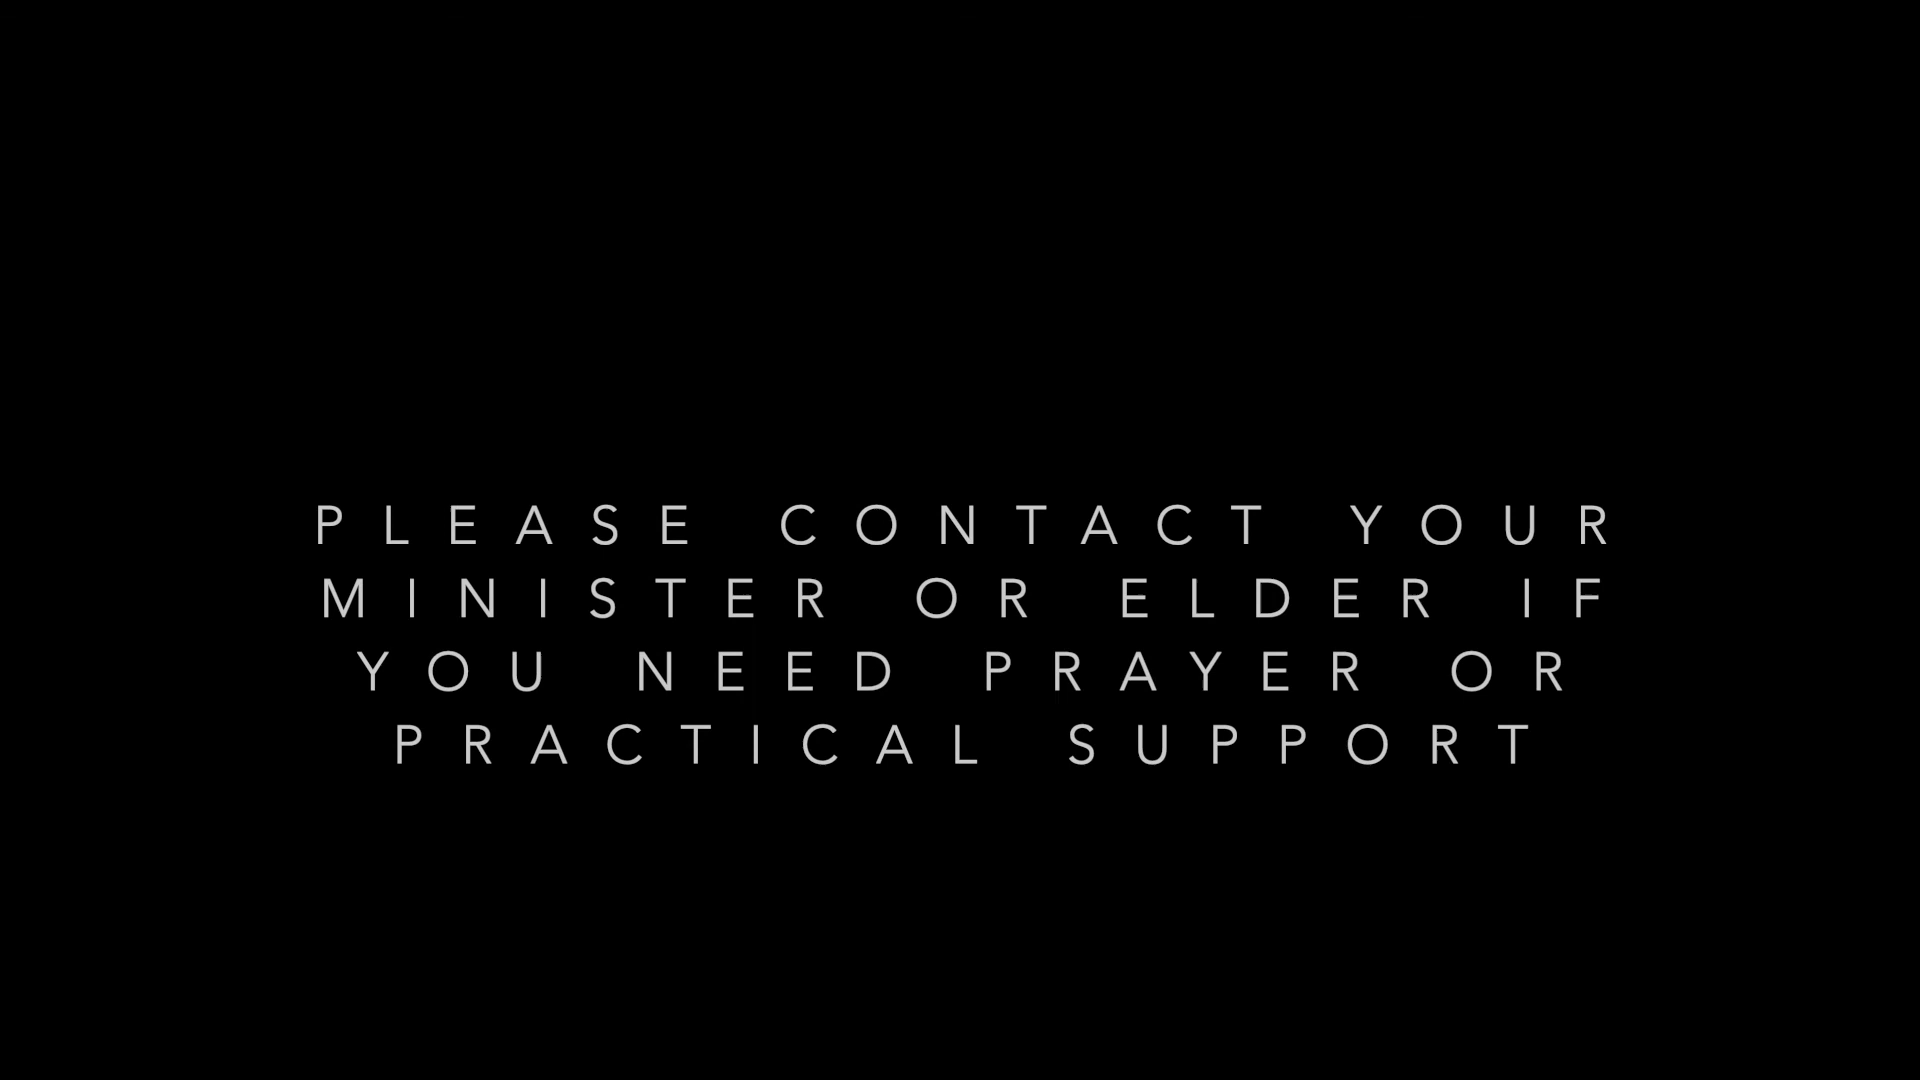 PLEASE CONTACT YOUR
MINISTER OR ELDER IF
YOU NEED PRAYER OR
PRACTICAL SUPPORT